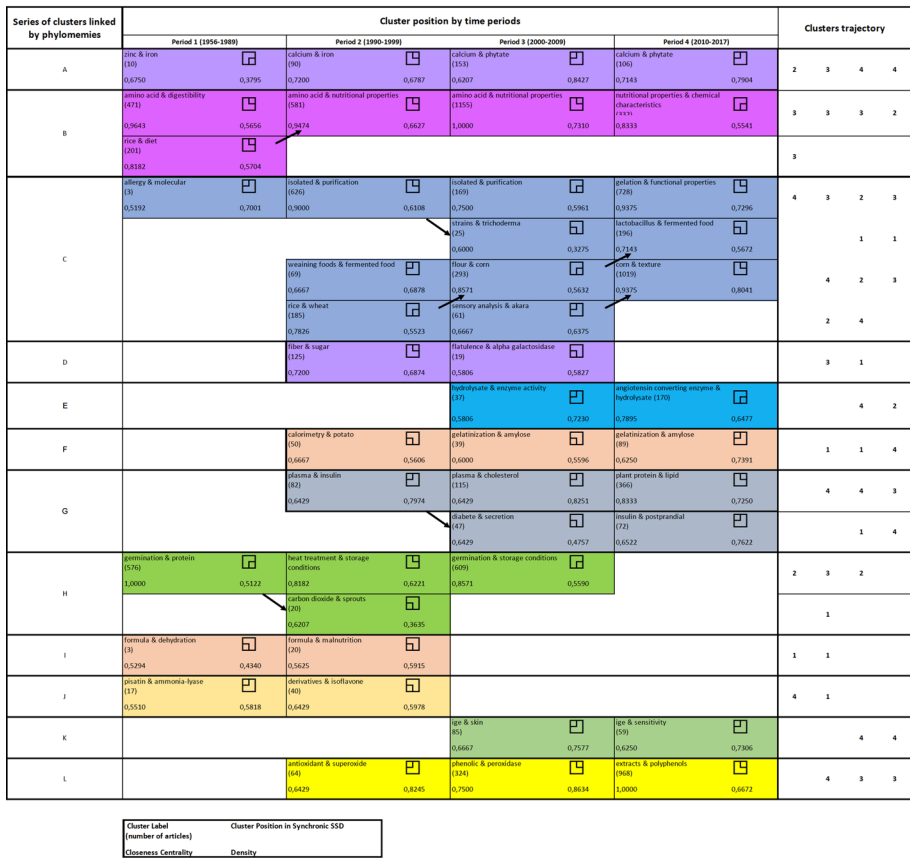 Series of clusters linked by phylomemies
Cluster position by time periods
Clusters trajectory
Period 1 (1956-1989)
Period 2 (1990-1999)
Period 3 (2000-2009)
Period 4 (2010-2017)
A
zinc & iron
(10)
0,6750 0,3795
calcium & iron
(90)
0,7200 0,6787
calcium & phytate
(153)
0,6207 0,8427
calcium & phytate
(106)
0,7143 0,7904
2 3 4 4
B
amino acid & digestibility
(471)
0,9643 0,5656
amino acid & nutritional properties
(581)
0,9474 0,6627
amino acid & nutritional properties
(1155)
1,0000 0,7310
nutritional properties & chemical
characteristics
0,8333 0,5541
3 3 3 2
rice & diet
(201)
0,8182 0,5704
3
C
allergy & molecular
(3)
0,5192 0,7001
isolated & purification
(626)
0,9000 0,6108
isolated & purification
(169)
0,7500 0,5961
gelation & functional properties
(728)
0,9375 0,7296
4 3 2 3
strains & trichoderma
(25)
0,6000 0,3275
lactobacillus & fermented food
(196)
0,7143 0,5672
1 1
weaining foods & fermented food
(69)
0,6667 0,6878
flour & corn
(293)
0,8571 0,5632
corn & texture
(1019)
0,9375 0,8041
4 2 3
rice & wheat
(185)
0,7826 0,5523
sensory analysis & akara
(61)
0,6667 0,6375
2 4
D
fiber & sugar
(125)
0,7200 0,6874
flatulence & alpha galactosidase
(19)
0,5806 0,5827
3 1
E
hydrolysate & enzyme activity
(37)
0,5806 0,7230
angiotensin converting enzyme &
hydrolysate (170)
0,7895 0,6477
4 2
F
calorimetry & potato
(50)
0,6667 0,5606
gelatinization & amylose
(39)
0,6000 0,5596
gelatinization & amylose
(89)
0,6250 0,7391
1 1 4
G
plasma & insulin
(82)
0,6429 0,7974
plasma & cholesterol
(115)
0,6429 0,8251
plant protein & lipid
(366)
0,8333 0,7250
4 4 3
diabete & secretion
(47)
0,6429 0,4757
insulin & postprandial
(72)
0,6522 0,7622
1 4
H
germination & protein
(576)
1,0000 0,5122
heat treatment & storage
conditions
0,8182 0,6221
germination & storage conditions
(609)
0,8571 0,5590
2 3 2
carbon dioxide & sprouts
(20)
0,6207 0,3635
1
I
formula & dehydration
(3)
0,5294 0,4340
formula & malnutrition
(20)
0,5625 0,5915
1 1
J
pisatin & ammonia-lyase
(17)
0,5510 0,5818
derivatives & isoflavone
(40)
0,6429 0,5978
4 1
K
ige & skin
85)
0,6667 0,7577
ige & sensitivity
(59)
0,6250 0,7306
4 4
L
antioxidant & superoxide
(64)
0,6429 0,8245
phenolic & peroxidase
(324)
0,7500 0,8634
extracts & polyphenols
(968)
1,0000 0,6672
4 3 3
Cluster Label Cluster Position in Synchronic SSD
(number of articles)
Closeness Centrality Density